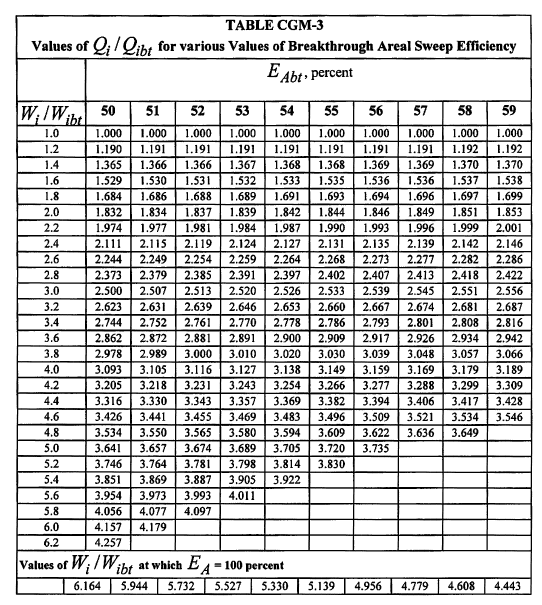 TABLE CGM-3
Values of Qi / Qibt for various Values of Breakthrough Areal Sweep Efficiency
EAbt, percent
Wi /Wibt 50 51 52 53 54 55 56 57 58 59
1.0 1.000 1.000 1.000 1.000 1.000 1.000 1.000 1.000 1.000 1.000
1.2 1.190 1.191 1.191 1.191 1.191 1.191 1.191 1.191 1.192 1.192
1.4 1.365 1.366 1.366 1.367 1.368 1.368 1.369 1.369 1.370 1.370
1.6 1.529 1.530 1.531 1.532 1.533 1.535 1.536 1.536 1.537 1.538
1.8 1.684 1.686 1.688 1.689 1.691 1.693 1.694 1.696 1.697 1.699
2.0 1.832 1.834 1.837 1.839 1.842 1.844 1.846 1.849 1.851 1.853
2.2 1.974 1.977 1.981 1.984 1.987 1.990 1.993 1.996 1.999 2.001
2.4 2.111 2.115 2.119 2.124 2.127 2.131 2.135 2.139 2.142 2.146
2.6 2.244 2.249 2.254 2.259 2.264 2.268 2.273 2.277 2.282 2.286
2.8 2.373 2.379 2.385 2.391 2.397 2.402 2.407 2.413 2.418 2.422
3.0 2.500 2.507 2.513 2.520 2.526 2.533 2.539 2.545 2.551 2.556
3.2 2.623 2.631 2.639 2.646 2.653 2.660 2.667 2.674 2.681 2.687
3.4 2.744 2.752 2.761 2.770 2.778 2.786 2.793 2.801 2.808 2.816
3.6 2.862 2.872 2.881 2.891 2.900 2.909 2.917 2.926 2.934 2.942
3.8 2.978 2.989 3.000 3.010 3.020 3.030 3.039 3.048 3.057 3.066
4.0 3.093 3.105 3.116 3.127 3.138 3.149 3.159 3.169 3.179 3.189
4.2 3.205 3.218 3.231 3.243 3.254 3.266 3.277 3.288 3.299 3.309
4.4 3.316 3.330 3.343 3.357 3.369 3.382 3.394 3.406 3.417 3.428
4.6 3.426 3.441 3.455 3.469 3.483 3.496 3.509 3.521 3.534 3.546
4.8 3.534 3.550 3.565 3.580 3.594 3.609 3.622 3.636 3.649
5.0 3.641 3.657 3.674 3.689 3.705 3.720 3.735
5.2 3.746 3.764 3.781 3.798 3.814 3.830
5.4 3.851 3.869 3.887 3.905 3.922
5.6 3.954 3.973 3.993 4.011
5.8 4.056 4.077 4.097
6.0 4.157 4.179
6.2 4.257
Values of Wi /Wibt at which EA = 100 percent
6.164 5.944 5.732 5.527 5.330 5.139 4.956 4.779 4.608 4.443